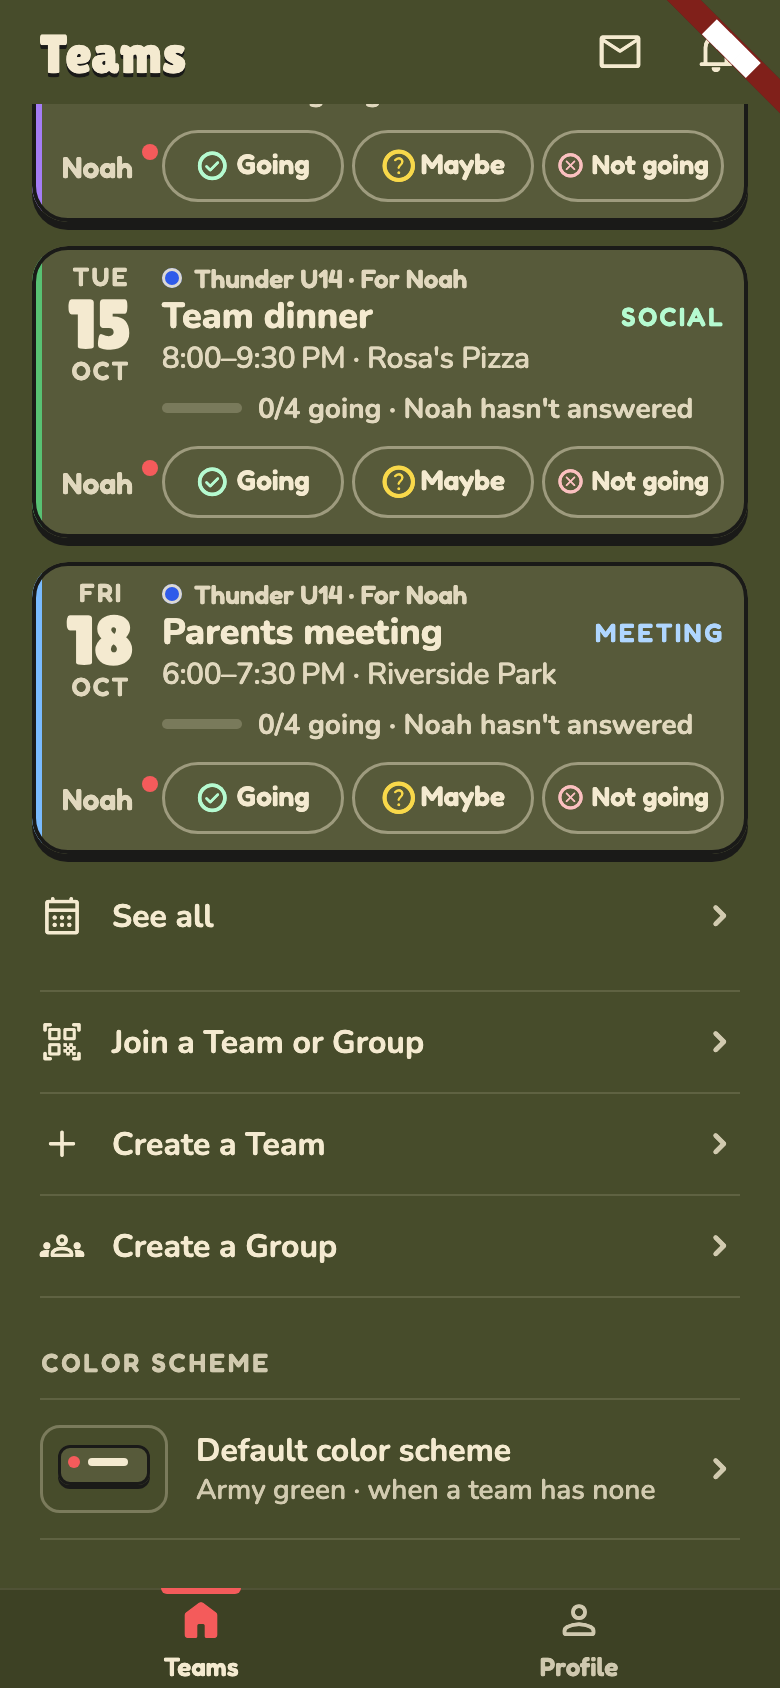 Teams
Noah
Going
Maybe
Not going
TUE
15
OCT
Thunder U14 · For Noah
Team dinner
SOCIAL
8:00–9:30 PM · Rosa's Pizza
0/4 going · Noah hasn't answered
Noah
Going
Maybe
Not going
FRI
18
OCT
Thunder U14 · For Noah
Parents meeting
MEETING
6:00–7:30 PM · Riverside Park
0/4 going · Noah hasn't answered
Noah
Going
Maybe
Not going
See all
Join a Team or Group
Create a Team
Create a Group
COLOR SCHEME
Default color scheme
Army green · when a team has none
Teams
Profile